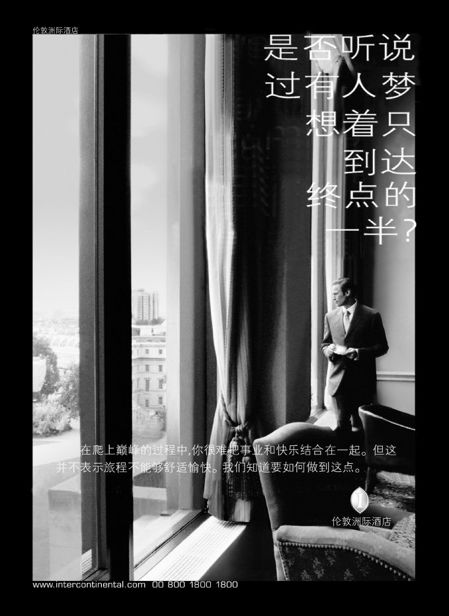 伦敦洲际酒店
是否听说
过有人梦
想着只
到达
终点的
一半?
在爬上巅峰的过程中,你很难把事业和快乐结合在一起。但这
并不表示旅程不能够舒适愉快。我们知道要如何做到这点。
伦敦洲际酒店
www.intercontinental.com 00 800 1800 1800